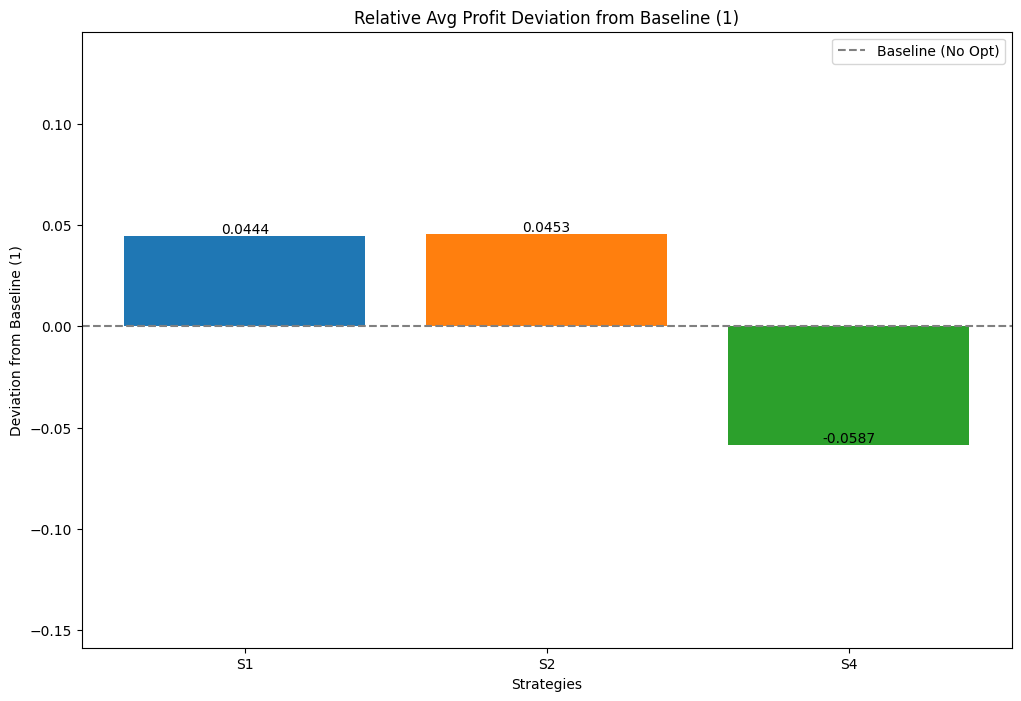 Relative Avg Profit Deviation from Baseline (1)
Baseline (No Opt)
Deviation from Baseline (1)
0.10
0.05
0.00
−0.05
−0.10
−0.15
0.0444
0.0453
-0.0587
S1
S2
S4
Strategies